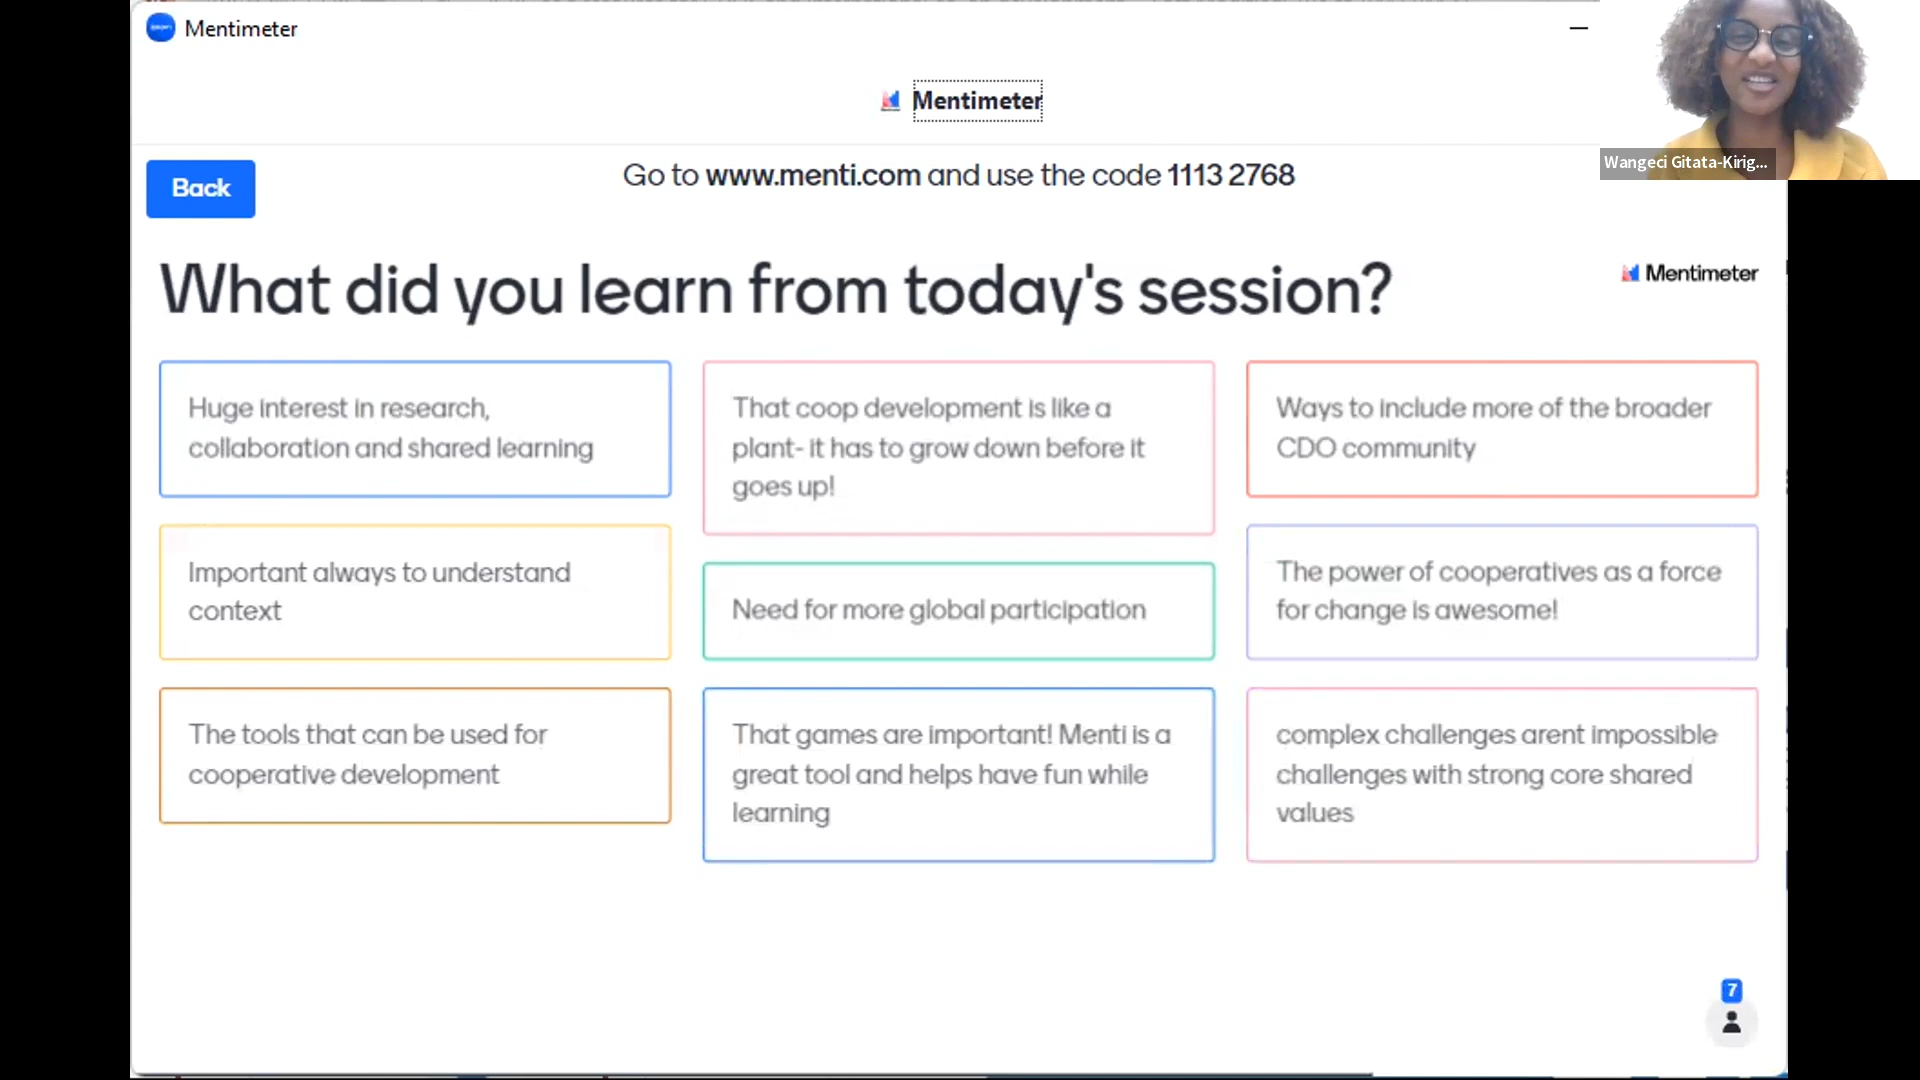 Mentimeter
Mentimeter
Wangeci Gitata-Kirig...
Back
Go to www.menti.com and use the code 1113 2768
What did you learn from today's session?
Mentimeter
Huge interest in research,
collaboration and shared learning
That coop development is like a
plant- it has to grow down before it
goes up!
Ways to include more of the broader
CDO community
Important always to understand
context
Need for more global participation
The power of cooperatives as a force
for change is awesome!
The tools that can be used for
cooperative development
That games are important! Menti is a
great tool and helps have fun while
learning
complex challenges arent impossible
challenges with strong core shared
values
7